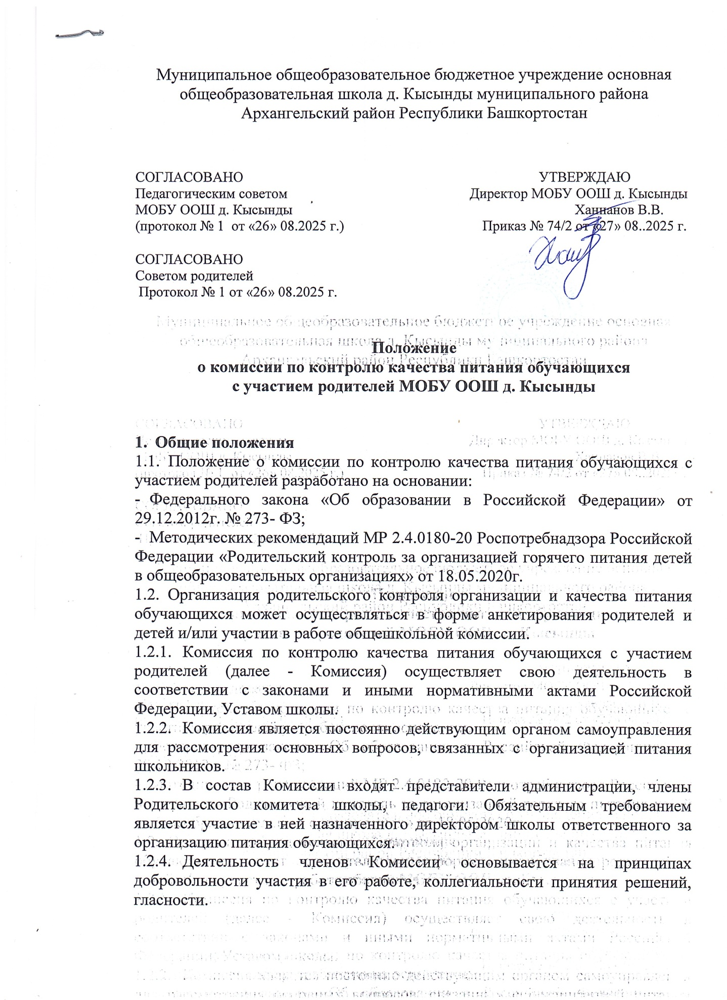 Муниципальное общеобразовательное бюджетное учреждение основная
общеобразовательная школа д. Кысынды муниципального района
Архангельский район Республики Башкортостан
СОГЛАСОВАНО
Педагогическим советом
МОБУ ООШ д. Кысынды
(протокол № 1 от «26» 08.2025 г.)
УТВЕРЖДАЮ
Директор МОБУ ООШ д. Кысынды
Ханнанов В.В.
Приказ № 74/2 от «27» 08..2025 г.
СОГЛАСОВАНО
Советом родителей
Протокол № 1 от «26» 08.2025 г.
Положение
о комиссии по контролю качества питания обучающихся
с участием родителей МОБУ ООШ д. Кысынды
1. Общие положения
1.1. Положение о комиссии по контролю качества питания обучающихся с
участием родителей разработано на основании:
- Федерального закона «Об образовании в Российской Федерации» от
29.12.2012г. № 273- ФЗ;
- Методических рекомендаций МР 2.4.0180-20 Роспотребнадзора Российской
Федерации «Родительский контроль за организацией горячего питания детей
в общеобразовательных организациях» от 18.05.2020г.
1.2. Организация родительского контроля организации и качества питания
обучающихся может осуществляться в форме анкетирования родителей и
детей и/или участии в работе общешкольной комиссии.
1.2.1. Комиссия по контролю качества питания обучающихся с участием
родителей (далее - Комиссия) осуществляет свою деятельность в
соответствии с законами и иными нормативными актами Российской
Федерации, Уставом школы.
1.2.2. Комиссия является постоянно действующим органом самоуправления
для рассмотрения основных вопросов, связанных с организацией питания
школьников.
1.2.3. В состав Комиссии входят представители администрации, члены
Родительского комитета школы, педагоги. Обязательным требованием
является участие в ней назначенного директором школы ответственного за
организацию питания обучающихся.
1.2.4. Деятельность членов Комиссии основывается на принципах
добровольности участия в его работе, коллегиальности принятия решений,
гласности.